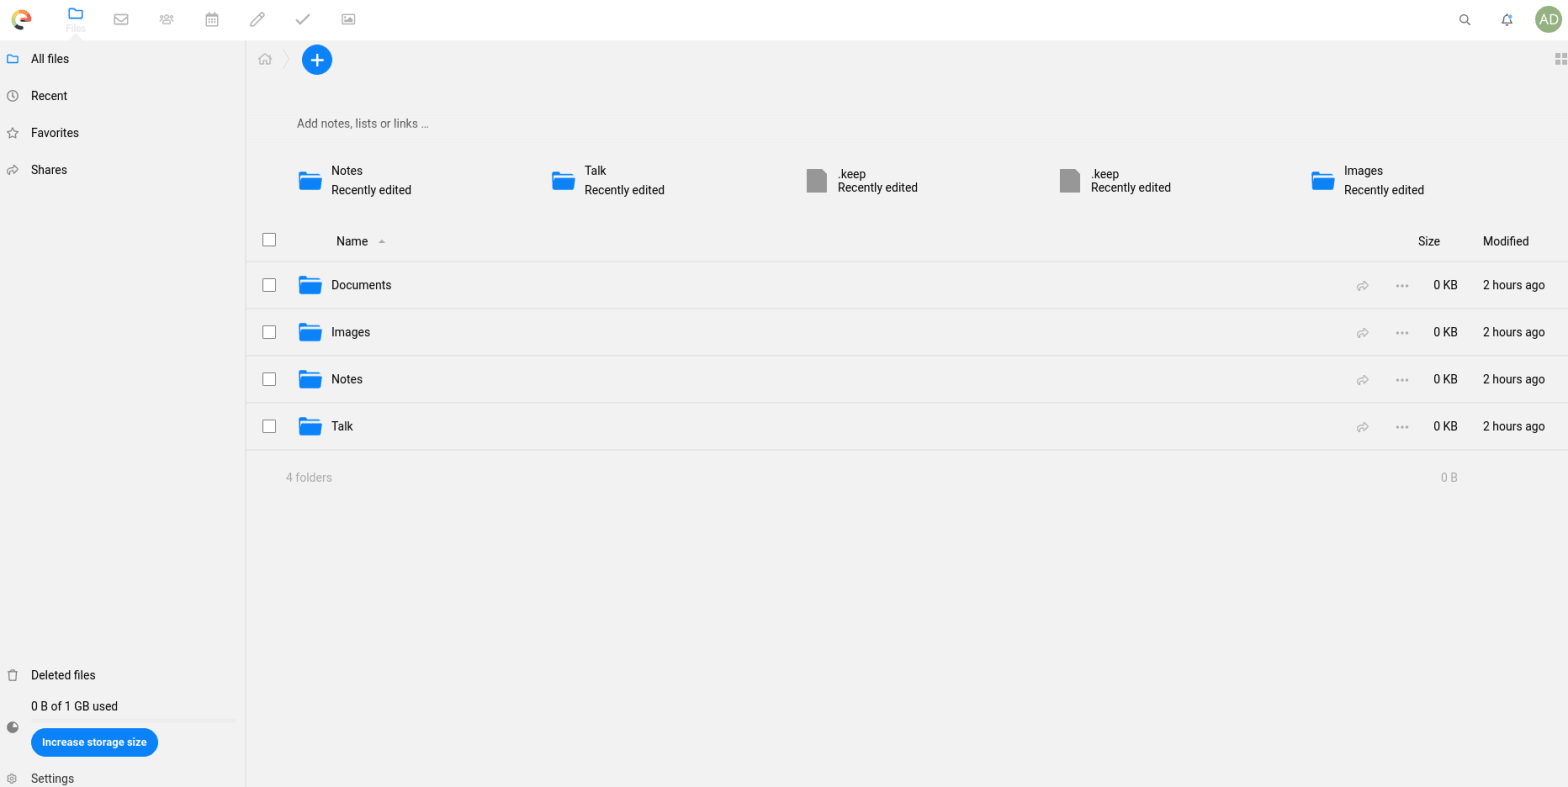 Files
AD
All files
Recent
Favorites
Shares
Add notes, lists or links ...
Notes
Recently edited
Talk
Recently edited
.keep
Recently edited
.keep
Recently edited
Images
Recently edited
Name Size Modified
Documents 0 KB 2 hours ago
Images 0 KB 2 hours ago
Notes 0 KB 2 hours ago
Talk 0 KB 2 hours ago
4 folders 0 B
Deleted files
0 B of 1 GB used
Increase storage size
Settings